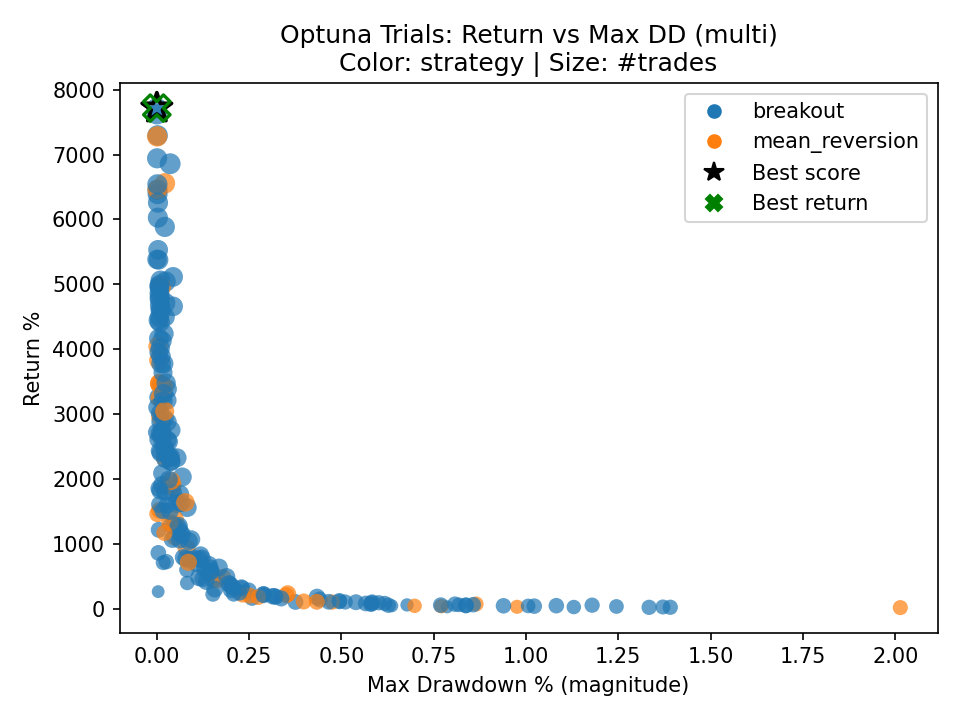 Optuna Trials: Return vs Max DD (multi)
Color: strategy | Size: #trades
8000
7000
6000
5000
4000
3000
2000
1000
0
Return %
breakout
mean_reversion
Best score
Best return
0.00 0.25 0.50 0.75 1.00 1.25 1.50 1.75 2.00
Max Drawdown % (magnitude)